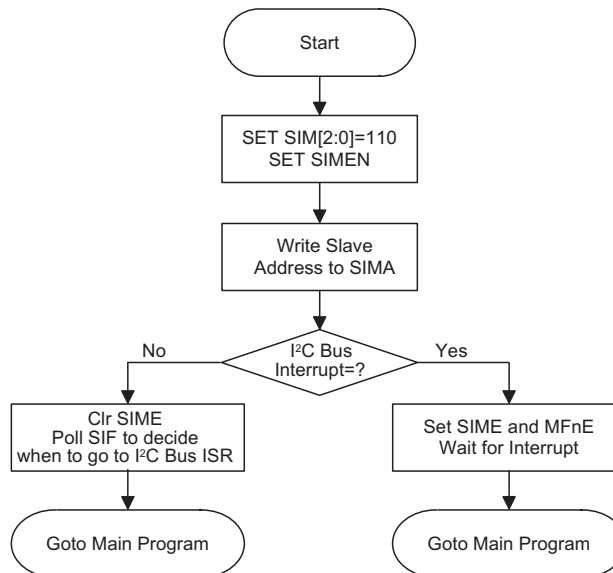 Start
SET SIM[2:0]=110
SET SIMEN
Write Slave
Address to SIMA
I²C Bus
Interrupt=?
No
Yes
Clr SIME
Poll SIF to decide
when to go to I²C Bus ISR
Set SIME and MFnE
Wait for Interrupt
Goto Main Program
Goto Main Program